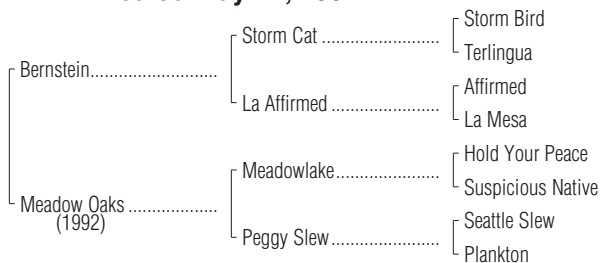 Storm Bird
Storm Cat ..........................
Terlingua
Bernstein............................
Affirmed
La Affirmed ........................
La Mesa
Hold Your Peace
Meadowlake.......................
Suspicious Native
Meadow Oaks ....................
(1992)
Seattle Slew
Peggy Slew........................
Plankton